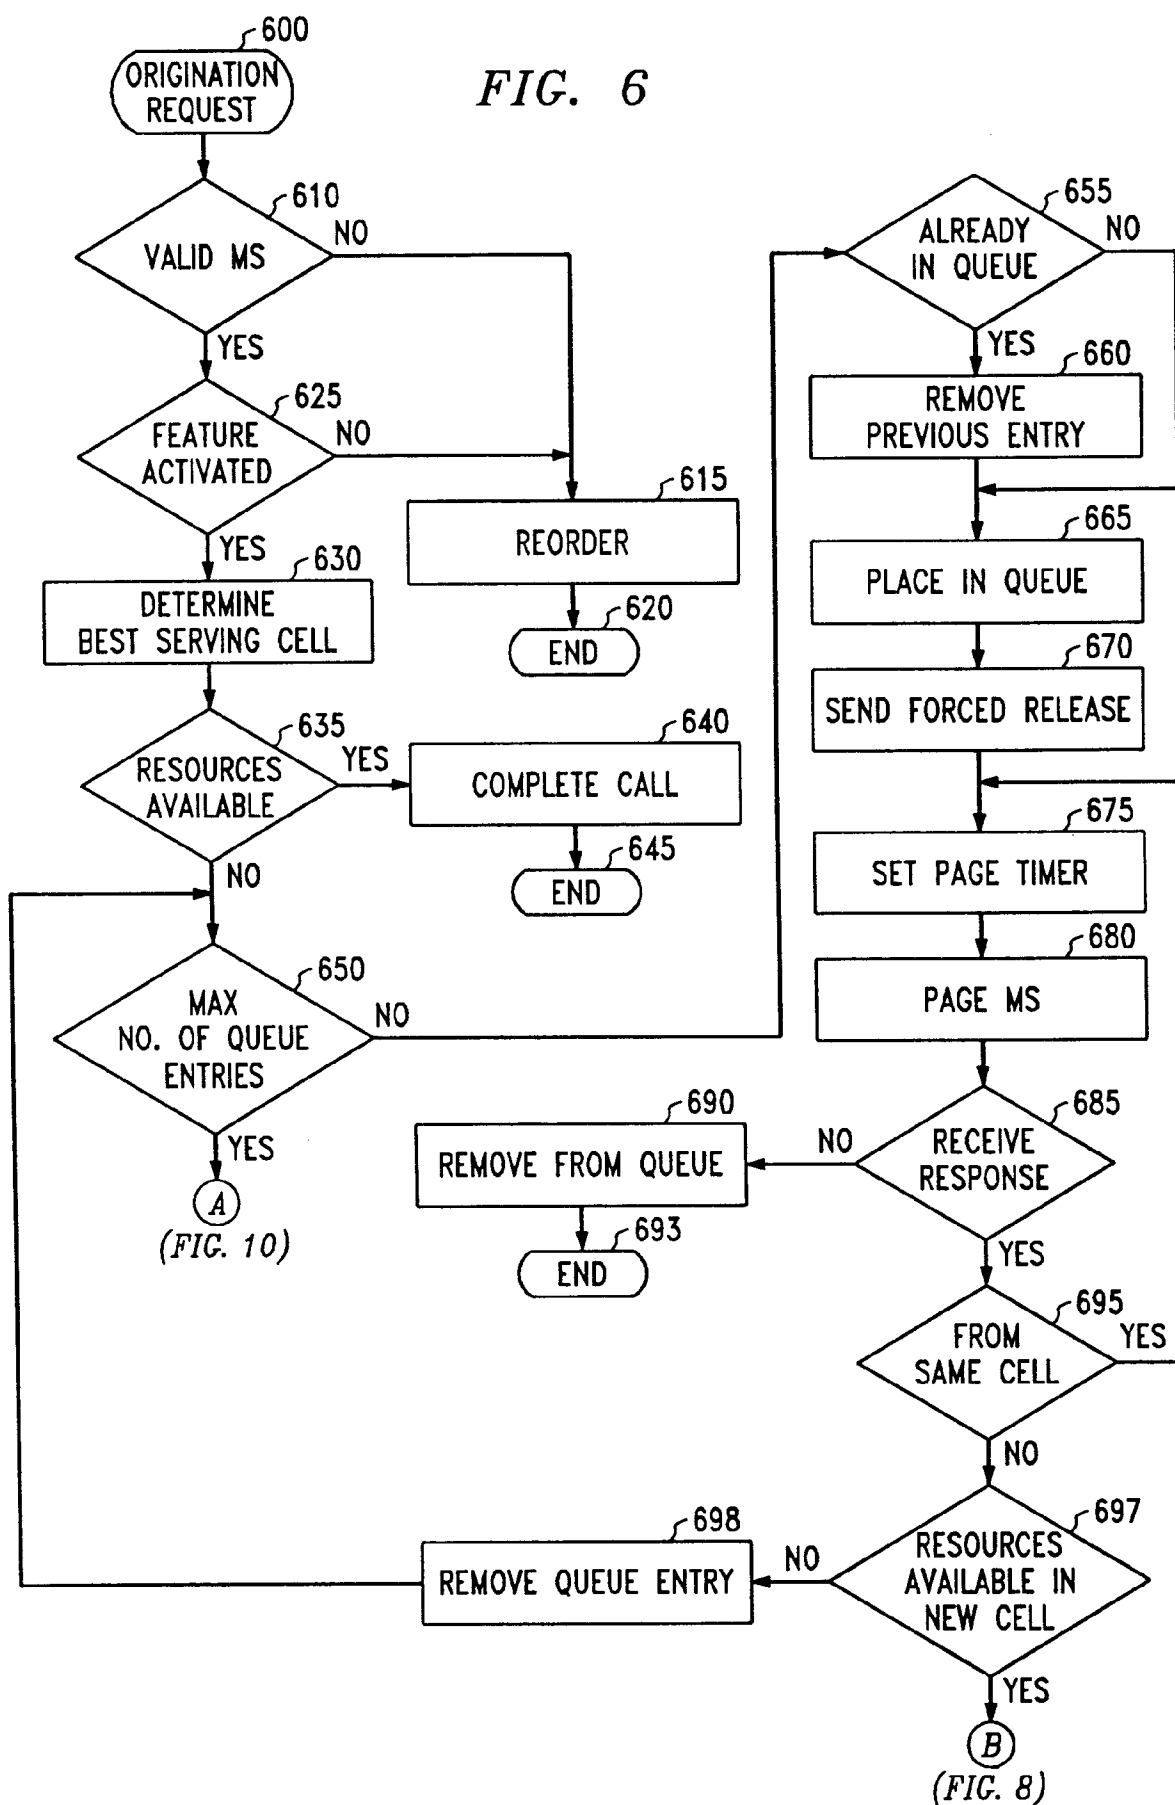 FIG. 6
600
ORIGINATION
REQUEST
610
VALID MS
NO
YES
625
FEATURE
ACTIVATED
NO
YES
615
REORDER
620
END
630
DETERMINE
BEST SERVING CELL
635
RESOURCES
AVAILABLE
YES
NO
640
COMPLETE CALL
645
END
650
MAX
NO. OF QUEUE
ENTRIES
NO
YES
A
(FIG. 10)
655
ALREADY
IN QUEUE
NO
YES
660
REMOVE
PREVIOUS ENTRY
665
PLACE IN QUEUE
670
SEND FORCED RELEASE
675
SET PAGE TIMER
680
PAGE MS
685
RECEIVE
RESPONSE
NO
YES
690
REMOVE FROM QUEUE
693
END
695
FROM
SAME CELL
YES
NO
697
RESOURCES
AVAILABLE IN
NEW CELL
NO
YES
698
REMOVE QUEUE ENTRY
B
(FIG. 8)